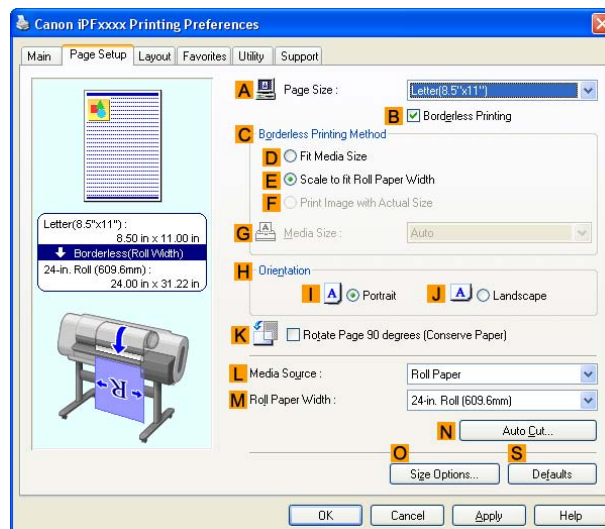 Canon iPFxxxx Printing Preferences
Main Page Setup Layout Favorites Utility Support
A Page Size : Letter(8.5"x11")
B Borderless Printing
C Borderless Printing Method
D Fit Media Size
E Scale to fit Roll Paper Width
F Print Image with Actual Size
G Media Size : Auto
Letter(8.5"x11") :
8.50 in x 11.00 in
Borderless(Roll Width)
24-in. Roll (609.6mm) :
24.00 in x 31.22 in
R
H Orientation
I A Portrait J A Landscape
K Rotate Page 90 degrees (Conserve Paper)
L Media Source : Roll Paper
M Roll Paper Width : 24-in. Roll (609.6mm)
N Auto Cut...
O S
Size Options... Defaults
OK Cancel Apply Help